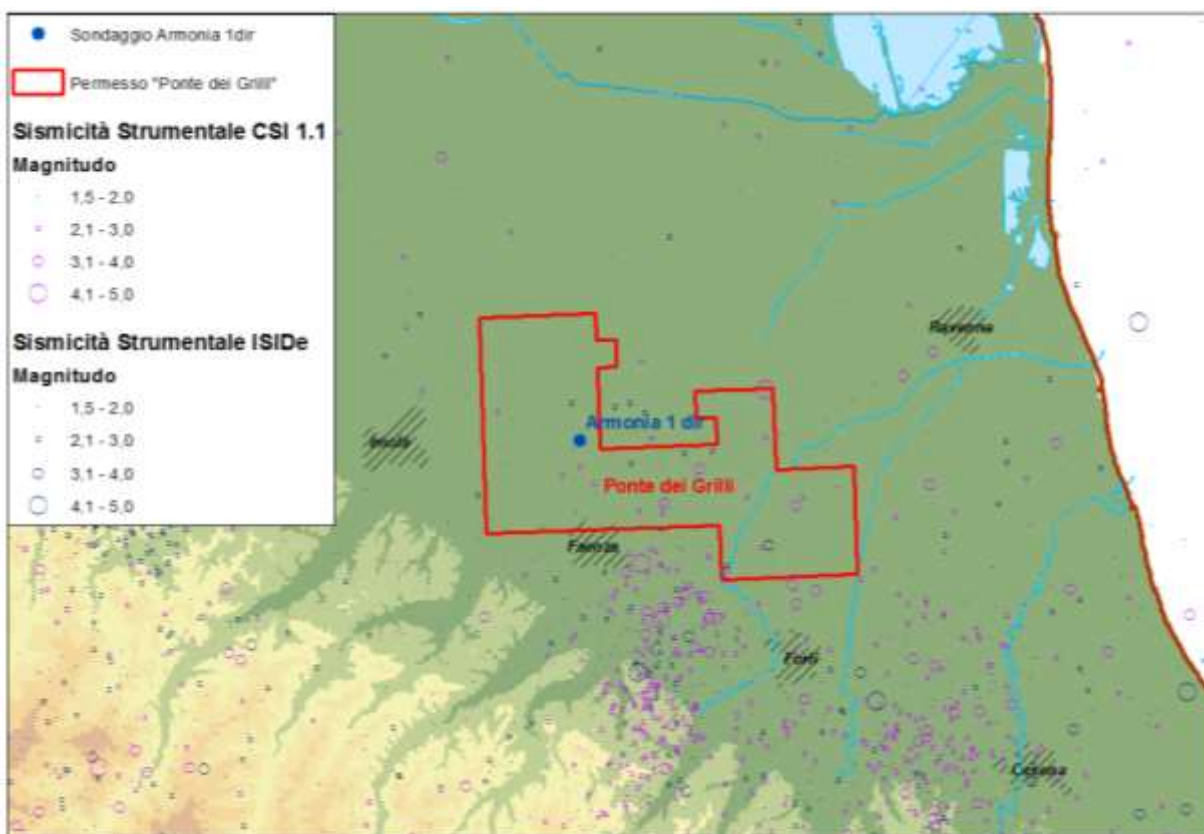 Sondaggio Armonia 1dir
Permesso "Ponte dei Grilli"
Sismicità Strumentale CSI 1.1
Magnitudo
1,5 - 2,0
2,1 - 3,0
3,1 - 4,0
4,1 - 5,0
Sismicità Strumentale ISIDe
Magnitudo
1,5 - 2,0
2,1 - 3,0
3,1 - 4,0
4,1 - 5,0
Ravenna
Armonia 1 dir
Imola
Ponte dei Grilli
Faenza
Forlì
Cesena